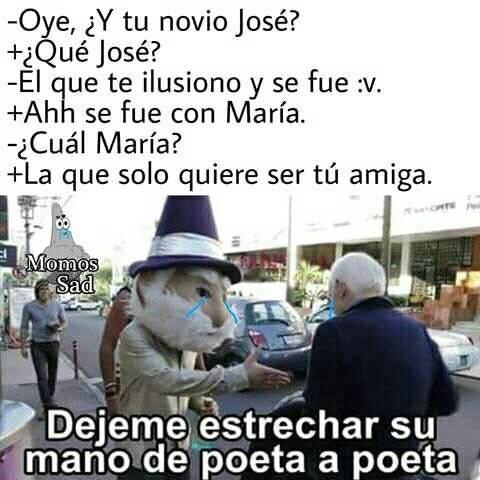 -Oye, ¿Y tu novio José?
+¿Qué José?
-El que te ilusiono y se fue :v.
+Ahh se fue con María.
-¿Cuál María?
+La que solo quiere ser tú amiga.
Momos
Sad
Dejeme estrechar su
mano de poeta a poeta